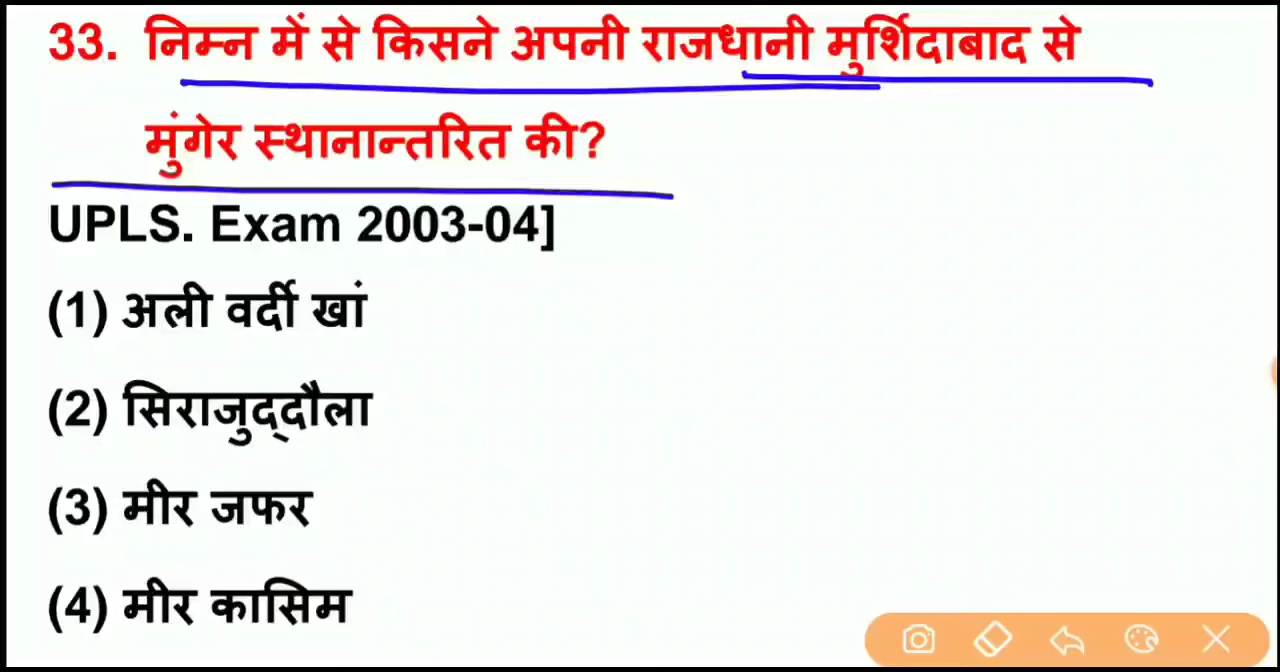 33. निम्न में से किसने अपनी राजधानी मुर्शिदाबाद से
मुंगेर स्थानान्तरित की?
UPLS. Exam 2003-04]
(1) अली वर्दी खां
(2) सिराजुद्दौला
(3) मीर जफर
(4) मीर कासिम